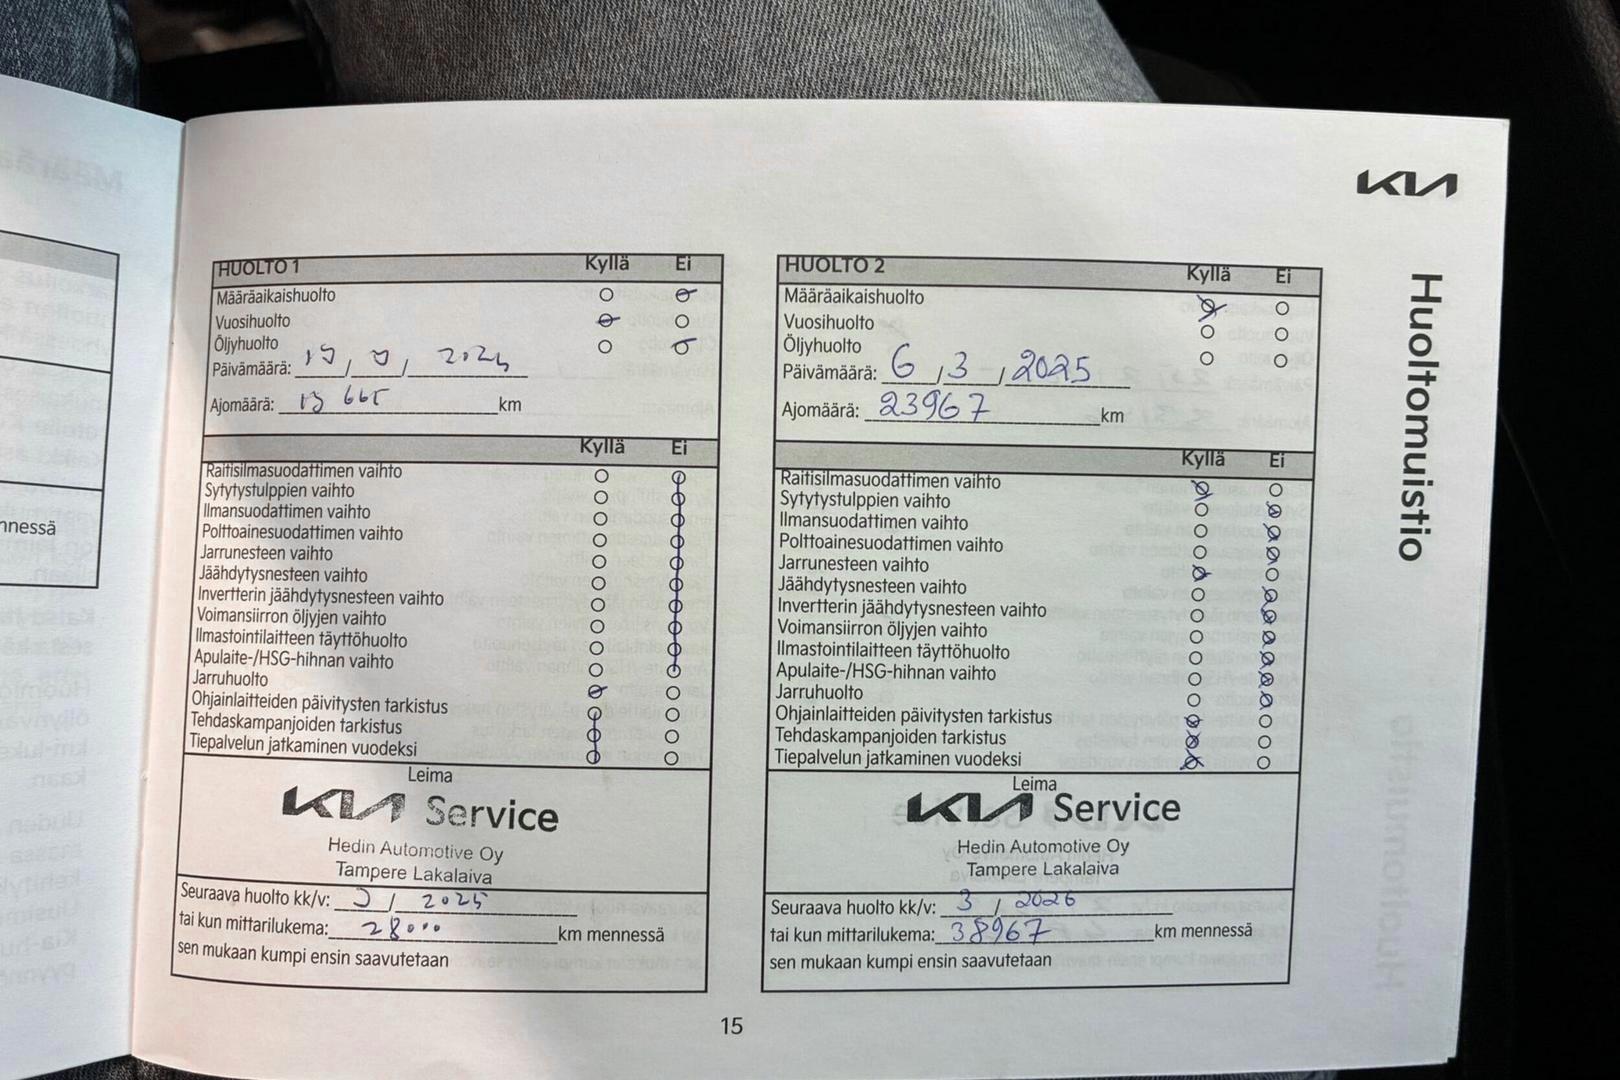 KIA
Huoltomuistio
HUOLTO 1 Kyllä Ei
Määräaikaishuolto
Vuosihuolto
Öljyhuolto
Päivämäärä: / /
Ajomäärä: km
Kyllä Ei
Raitisilmasuodattimen vaihto
Sytytystulppien vaihto
Ilmansuodattimen vaihto
Polttoainesuodattimen vaihto
Jarrunesteen vaihto
Jäähdytysnesteen vaihto
Invertterin jäähdytysnesteen vaihto
Voimansiirron öljyjen vaihto
Ilmastointilaitteen täyttöhuolto
Apulaite-/HSG-hihnan vaihto
Jarruhuolto
Ohjainlaitteiden päivitysten tarkistus
Tehdaskampanjoiden tarkistus
Tiepalvelun jatkaminen vuodeksi
Leima
KIA Service
Hedin Automotive Oy
Tampere Lakalaiva
Seuraava huolto kk/v: / 2025
tai kun mittarilukema: 28000 km mennessä
sen mukaan kumpi ensin saavutetaan
HUOLTO 2 Kyllä Ei
Määräaikaishuolto
Vuosihuolto
Öljyhuolto
Päivämäärä: 6 / 3 / 2025
Ajomäärä: 23967 km
Kyllä Ei
Raitisilmasuodattimen vaihto
Sytytystulppien vaihto
Ilmansuodattimen vaihto
Polttoainesuodattimen vaihto
Jarrunesteen vaihto
Jäähdytysnesteen vaihto
Invertterin jäähdytysnesteen vaihto
Voimansiirron öljyjen vaihto
Ilmastointilaitteen täyttöhuolto
Apulaite-/HSG-hihnan vaihto
Jarruhuolto
Ohjainlaitteiden päivitysten tarkistus
Tehdaskampanjoiden tarkistus
Tiepalvelun jatkaminen vuodeksi
Leima
KIA Service
Hedin Automotive Oy
Tampere Lakalaiva
Seuraava huolto kk/v: 3 / 2026
tai kun mittarilukema: 38967 km mennessä
sen mukaan kumpi ensin saavutetaan
15